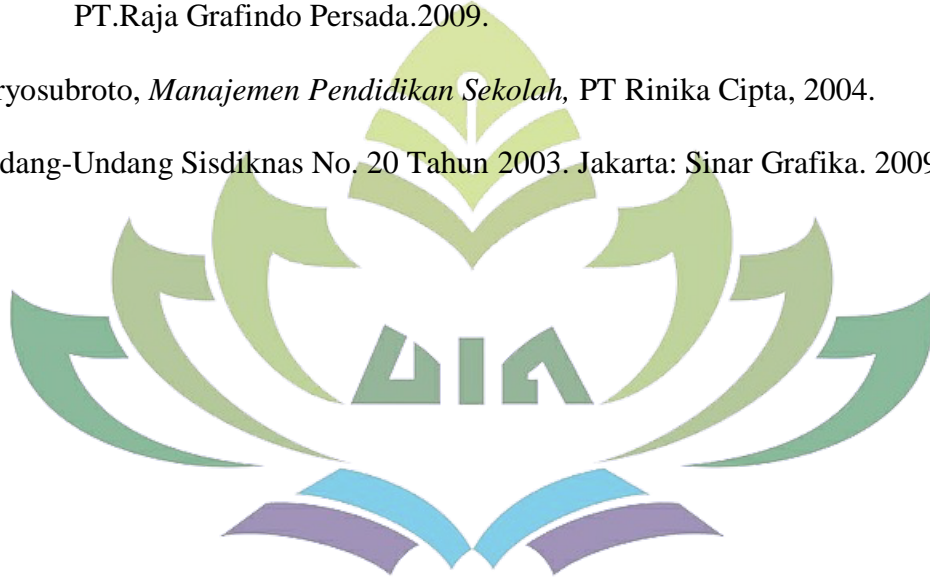 PT.Raja Grafindo Persada.2009.
ryosubroto, Manajemen Pendidikan Sekolah, PT Rinika Cipta, 2004.
dang-Undang Sisdiknas No. 20 Tahun 2003. Jakarta: Sinar Grafika. 2009
UIN